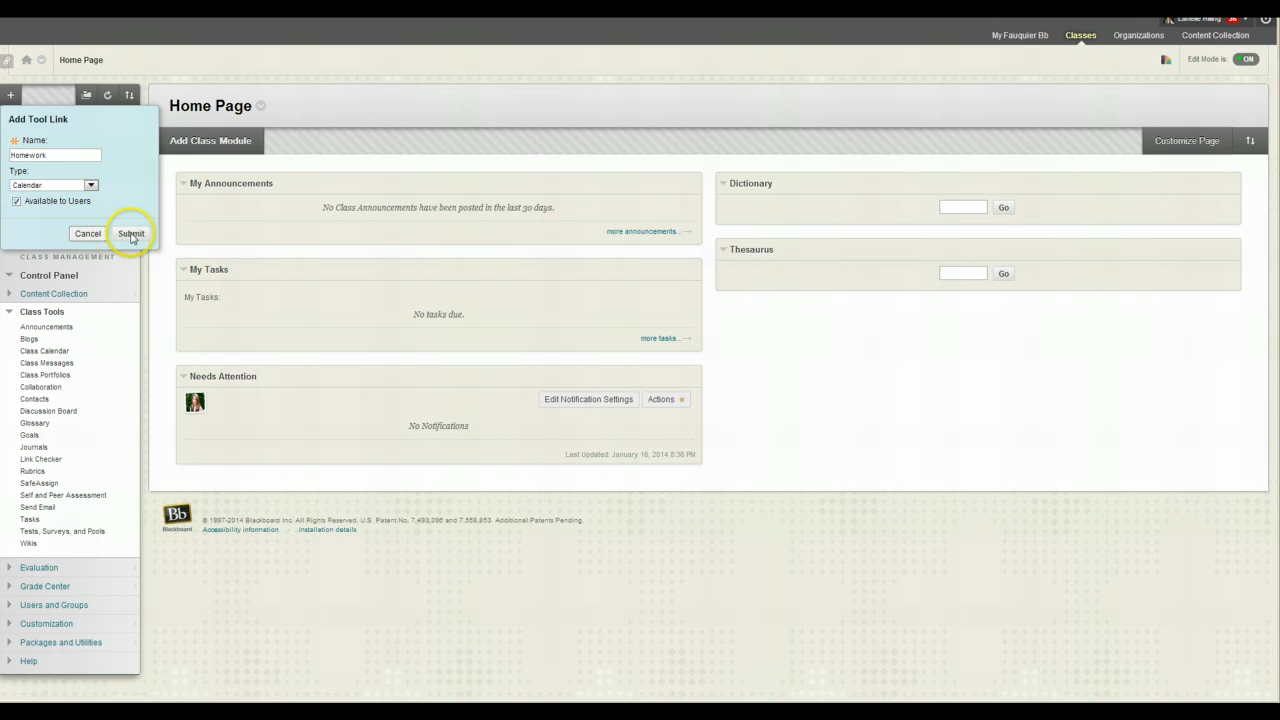 My Fauquier Bb Classes Organizations Content Collection
Home Page Edit Mode is: ON
Add Tool Link
Name:
Homework
Type:
Calendar
Available to Users
Cancel Submit
CLASS MANAGEMENT
Control Panel
Content Collection
Class Tools
Announcements
Blogs
Class Calendar
Class Messages
Class Portfolios
Collaboration
Contacts
Discussion Board
Glossary
Goals
Journals
Link Checker
Rubrics
SafeAssign
Self and Peer Assessment
Send Email
Tasks
Tests, Surveys, and Pools
Wikis
Evaluation
Grade Center
Users and Groups
Customization
Packages and Utilities
Help
Home Page
Add Class Module Customize Page
My Announcements
No Class Announcements have been posted in the last 30 days.
more announcements...
My Tasks
My Tasks:
No tasks due.
more tasks...
Needs Attention
Edit Notification Settings Actions
No Notifications
Last Updated: January 16, 2014 8:36 PM
Dictionary
Go
Thesaurus
Go
Bb
Blackboard
© 1997-2014 Blackboard Inc. All Rights Reserved. U.S. Patent No. 7,493,396 and 7,558,853. Additional Patents Pending.
Accessibility information - Installation details